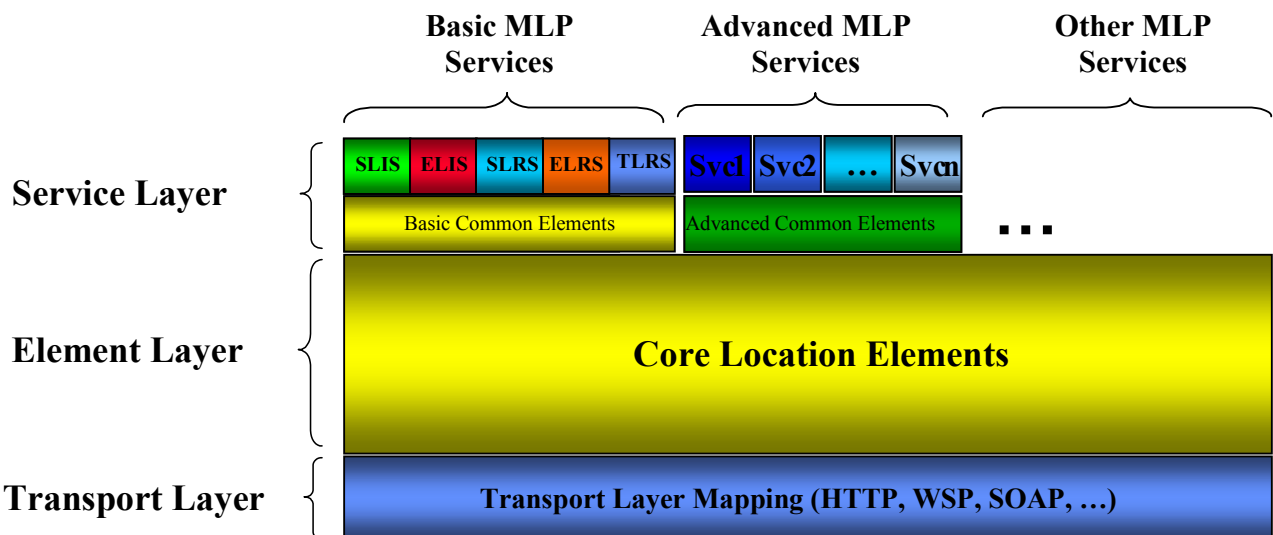 Basic MLP
Services
Advanced MLP
Services
Other MLP
Services
Service Layer
SLIS ELIS SLRS ELRS TLRS Svc1 Svc2 ... Svcn
Basic Common Elements Advanced Common Elements ...
Element Layer
Core Location Elements
Transport Layer
Transport Layer Mapping (HTTP, WSP, SOAP, …)